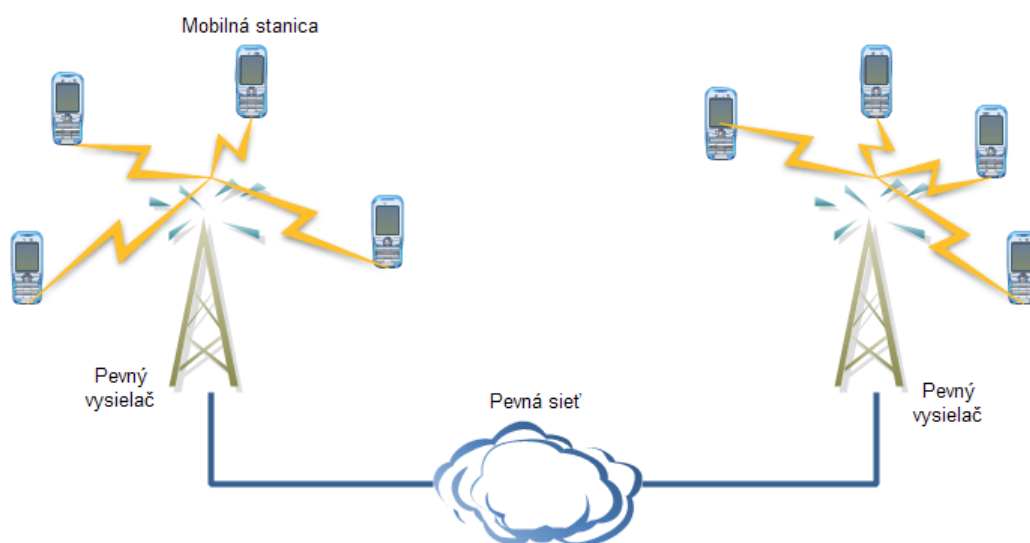 Mobilná stanica
Pevný
vysielač
Pevná sieť
Pevný
vysielač